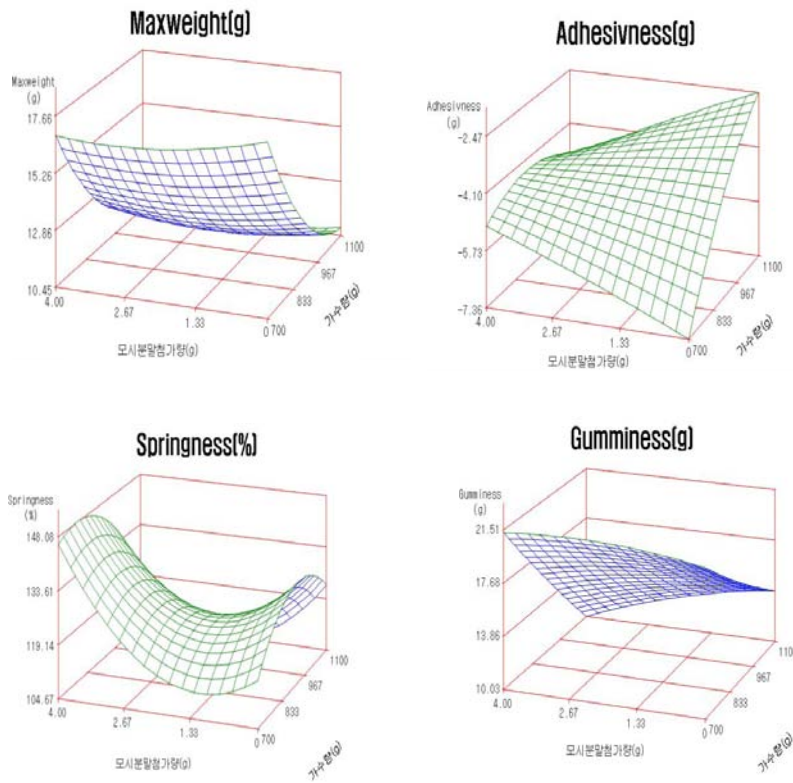 Maxweight(g)
Maxweight
(g)
17.66
15.26
12.86
10.45
4.00
2.67
1.33
0
700
833
967
1100
모시분말첨가량(g)
가수량(g)
Adhesivness(g)
Adhesivness
(g)
-2.47
-4.10
-5.73
-7.36
4.00
2.67
1.33
0
700
833
967
1100
모시분말첨가량(g)
가수량(g)
Springness(%)
Springness
(%)
148.08
133.61
119.14
104.67
4.00
2.67
1.33
0
700
833
967
1100
모시분말첨가량(g)
가수량(g)
Gumminess(g)
Gumminess
(g)
21.51
17.68
13.86
10.03
4.00
2.67
1.33
0
700
833
967
110
모시분말첨가량(g)
가수량(g)